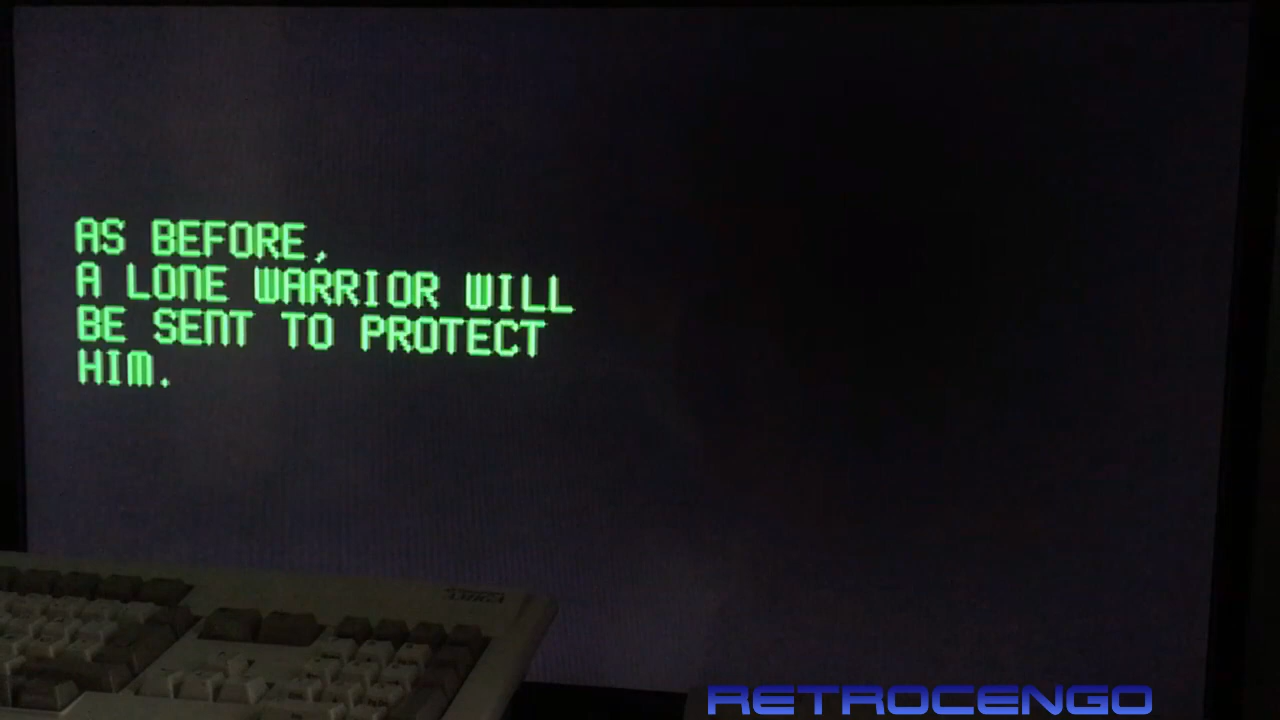 AS BEFORE,
A LONE WARRIOR WILL
BE SENT TO PROTECT
HIM.
RETROCENGO